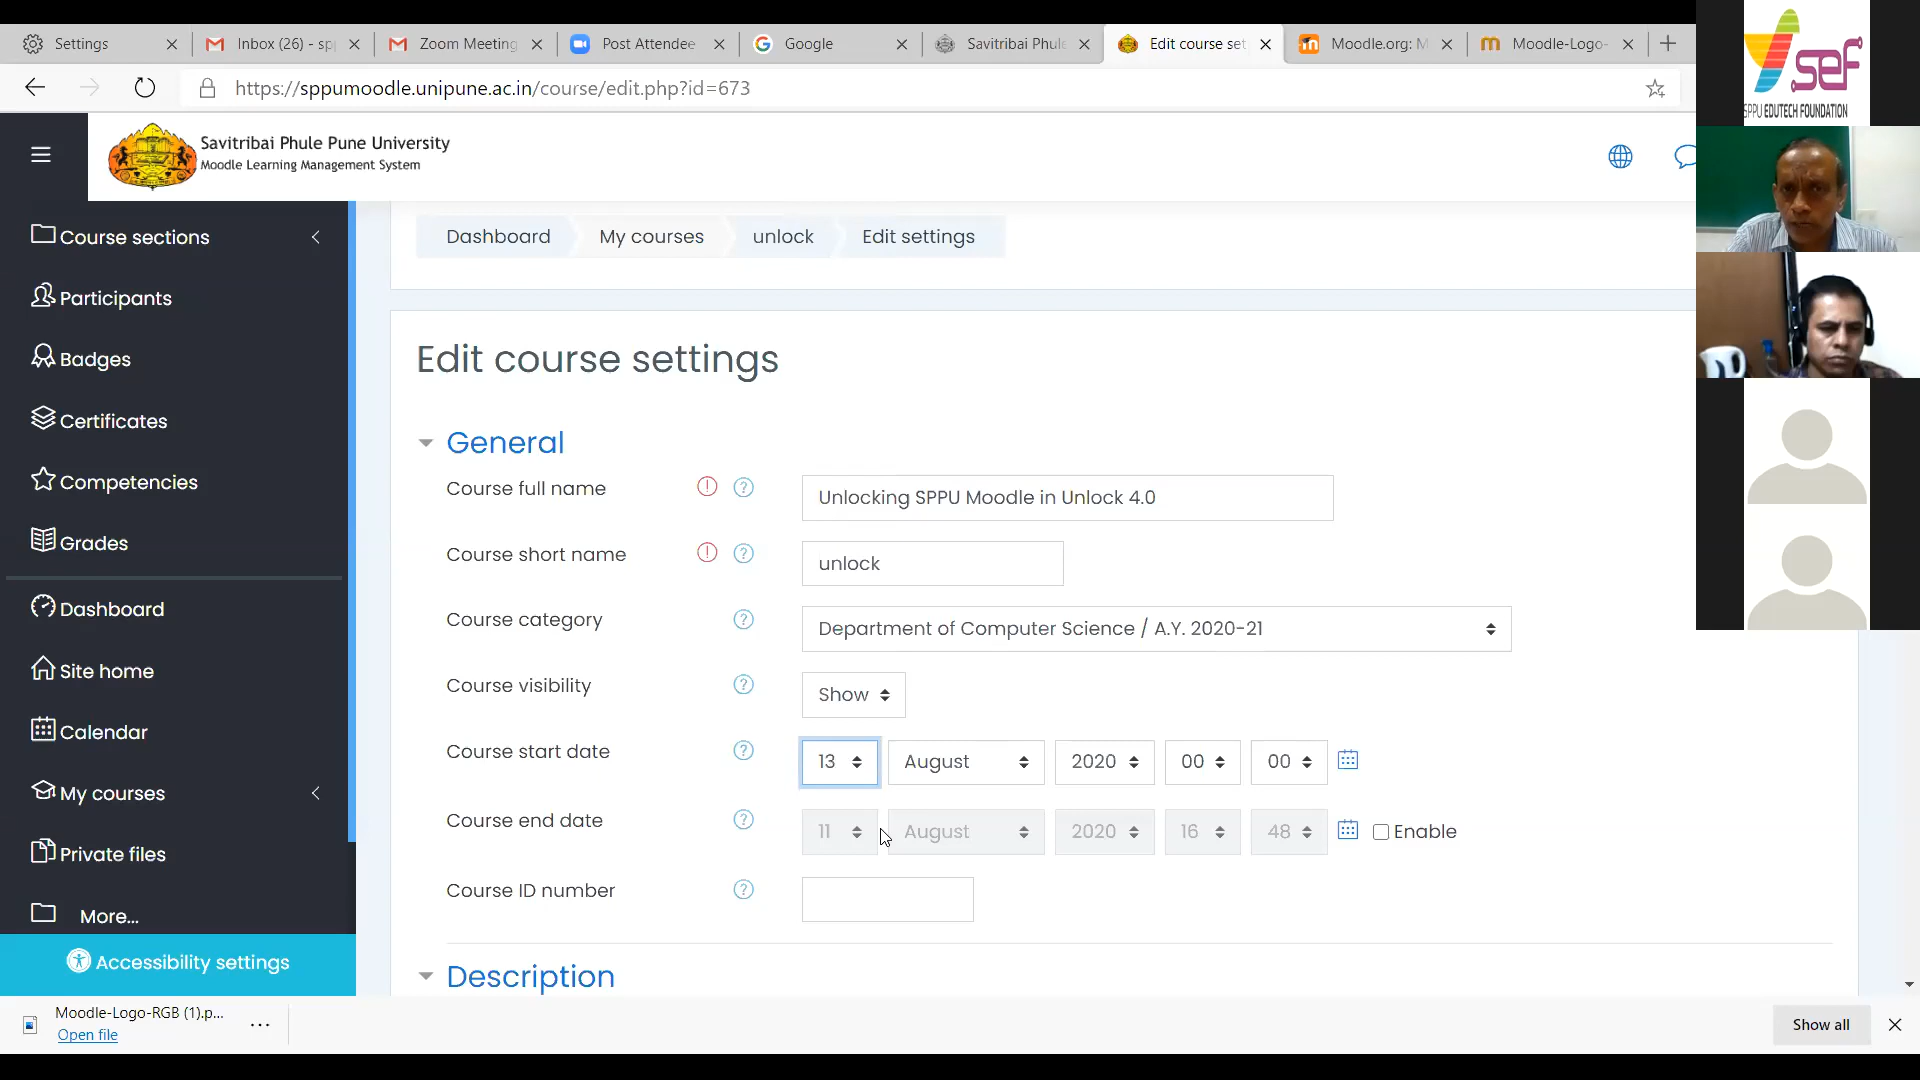 Settings
Inbox (26) - sp
Zoom Meeting
Post Attendee
Google
Savitribai Phule
Edit course set
Moodle.org: M
Moodle-Logo-
https://sppumoodle.unipune.ac.in/course/edit.php?id=673
sef
SPPU EDUTECH FOUNDATION
Savitribai Phule Pune University
Moodle Learning Management System
Course sections
Participants
Badges
Certificates
Competencies
Grades
Dashboard
Site home
Calendar
My courses
Private files
More...
Accessibility settings
Dashboard
My courses
unlock
Edit settings
Edit course settings
General
Course full name
Unlocking SPPU Moodle in Unlock 4.0
Course short name
unlock
Course category
Department of Computer Science / A.Y. 2020-21
Course visibility
Show
Course start date
13 August 2020 00 00
Course end date
11 August 2020 16 48 Enable
Course ID number
Description
Moodle-Logo-RGB (1).p...
Open file
Show all